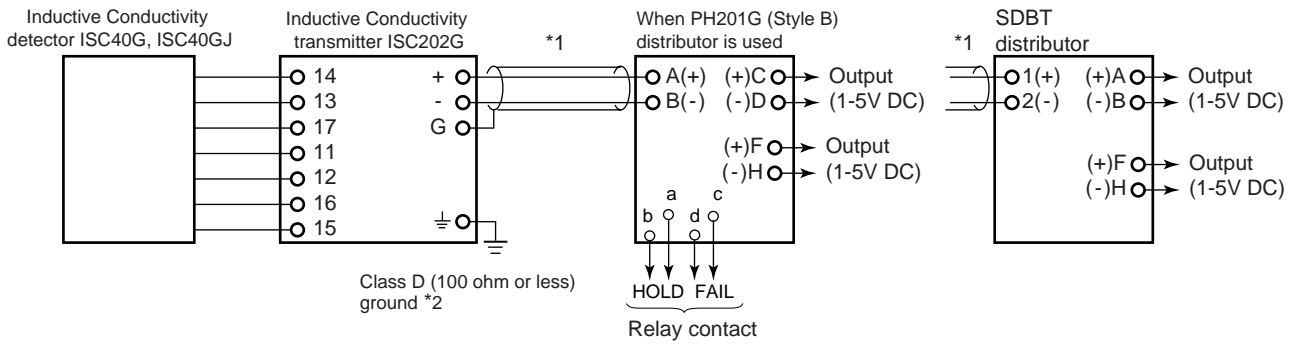 Inductive Conductivity
detector ISC40G, ISC40GJ
Inductive Conductivity
transmitter ISC202G
14
13
17
11
12
16
15
+
-
G
Class D (100 ohm or less)
ground *2
*1
When PH201G (Style B)
distributor is used
A(+) (+)C Output
B(-) (-)D (1-5V DC)
(+)F Output
(-)H (1-5V DC)
b a d c
HOLD FAIL
Relay contact
*1
SDBT
distributor
1(+) (+)A Output
2(-) (-)B (1-5V DC)
(+)F Output
(-)H (1-5V DC)